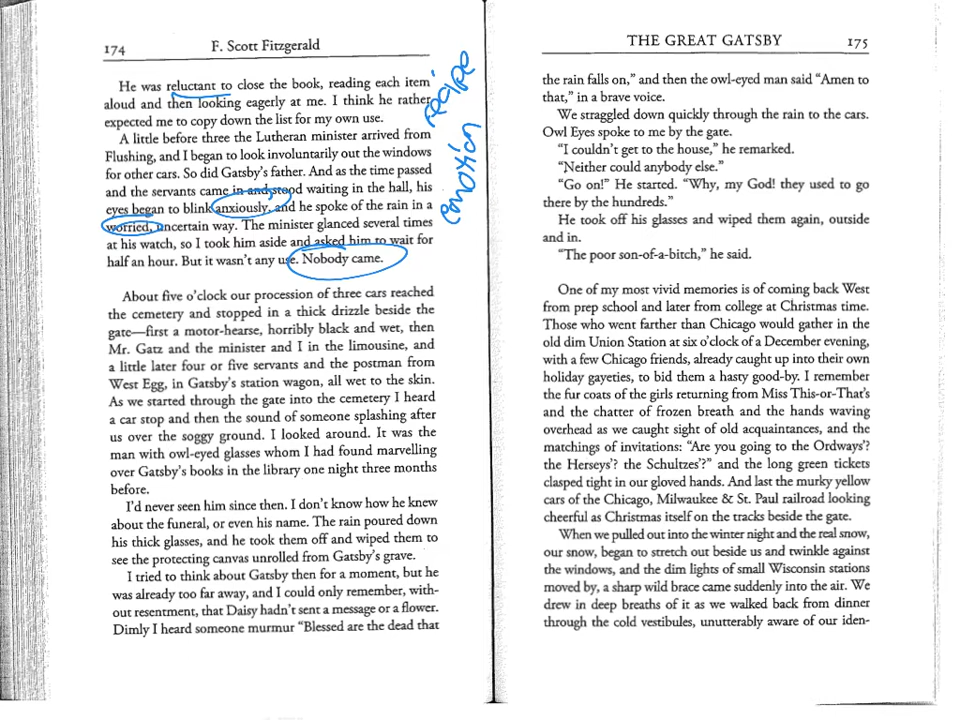 174 F. Scott Fitzgerald
He was reluctant to close the book, reading each item
aloud and then looking eagerly at me. I think he rather
expected me to copy down the list for my own use.
A little before three the Lutheran minister arrived from
Flushing, and I began to look involuntarily out the windows
for other cars. So did Gatsby's father. And as the time passed
and the servants came in and stood waiting in the hall, his
eyes began to blink anxiously, and he spoke of the rain in a
worried, uncertain way. The minister glanced several times
at his watch, so I took him aside and asked him to wait for
half an hour. But it wasn't any use. Nobody came.
About five o'clock our procession of three cars reached
the cemetery and stopped in a thick drizzle beside the
gate—first a motor-hearse, horribly black and wet, then
Mr. Gatz and the minister and I in the limousine, and
a little later four or five servants and the postman from
West Egg, in Gatsby's station wagon, all wet to the skin.
As we started through the gate into the cemetery I heard
a car stop and then the sound of someone splashing after
us over the soggy ground. I looked around. It was the
man with owl-eyed glasses whom I had found marvelling
over Gatsby's books in the library one night three months
before.
I'd never seen him since then. I don't know how he knew
about the funeral, or even his name. The rain poured down
his thick glasses, and he took them off and wiped them to
see the protecting canvas unrolled from Gatsby's grave.
I tried to think about Gatsby then for a moment, but he
was already too far away, and I could only remember, with-
out resentment, that Daisy hadn't sent a message or a flower.
Dimly I heard someone murmur "Blessed are the dead that
emotion recipe
THE GREAT GATSBY 175
the rain falls on," and then the owl-eyed man said "Amen to
that," in a brave voice.
We straggled down quickly through the rain to the cars.
Owl Eyes spoke to me by the gate.
"I couldn't get to the house," he remarked.
"Neither could anybody else."
"Go on!" He started. "Why, my God! they used to go
there by the hundreds."
He took off his glasses and wiped them again, outside
and in.
"The poor son-of-a-bitch," he said.
One of my most vivid memories is of coming back West
from prep school and later from college at Christmas time.
Those who went farther than Chicago would gather in the
old dim Union Station at six o'clock of a December evening,
with a few Chicago friends, already caught up into their own
holiday gayeties, to bid them a hasty good-by. I remember
the fur coats of the girls returning from Miss This-or-That's
and the chatter of frozen breath and the hands waving
overhead as we caught sight of old acquaintances, and the
matchings of invitations: "Are you going to the Ordways'?
the Herseys'? the Schultzes'?" and the long green tickets
clasped tight in our gloved hands. And last the murky yellow
cars of the Chicago, Milwaukee & St. Paul railroad looking
cheerful as Christmas itself on the tracks beside the gate.
When we pulled out into the winter night and the real snow,
our snow, began to stretch out beside us and twinkle against
the windows, and the dim lights of small Wisconsin stations
moved by, a sharp wild brace came suddenly into the air. We
drew in deep breaths of it as we walked back from dinner
through the cold vestibules, unutterably aware of our iden-